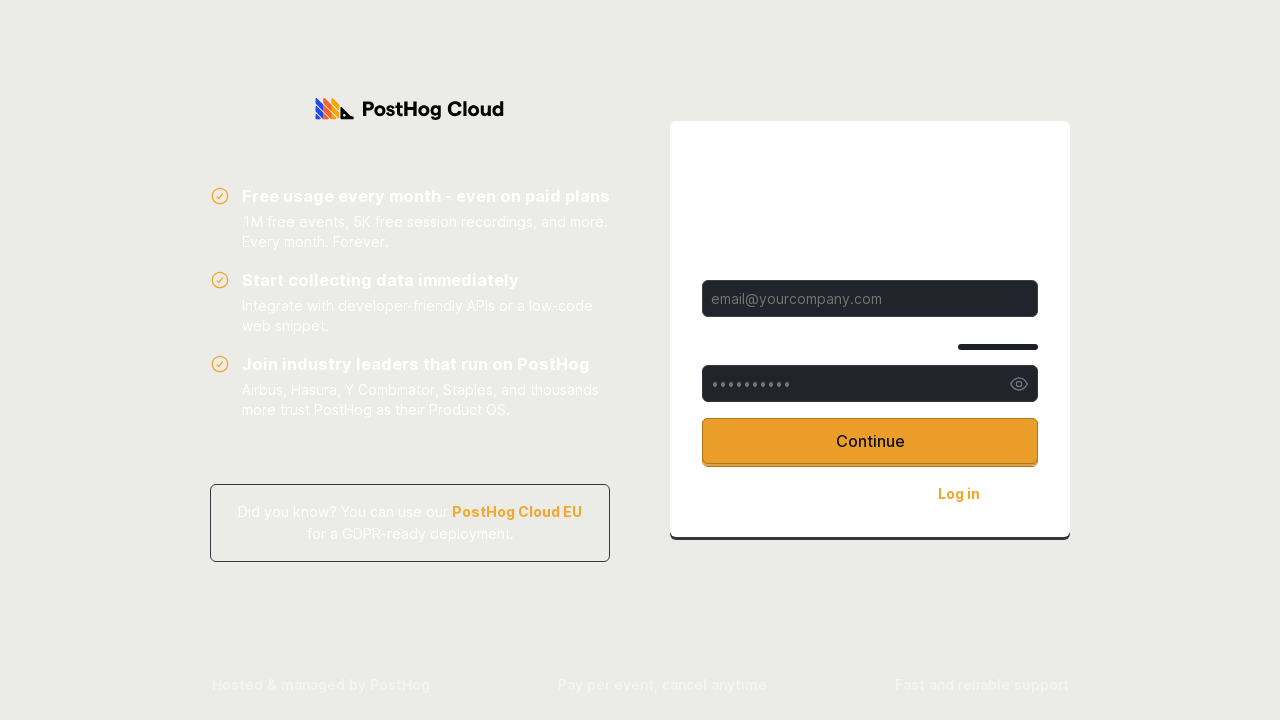 PostHog Cloud
Free usage every month - even on paid plans
1M free events, 5K free session recordings, and more.
Every month. Forever.
Start collecting data immediately
Integrate with developer-friendly APIs or a low-code
web snippet.
Join industry leaders that run on PostHog
Airbus, Hasura, Y Combinator, Staples, and thousands
more trust PostHog as their Product OS.
Did you know? You can use our PostHog Cloud EU
for a GDPR-ready deployment.
email@yourcompany.com
••••••••••
Continue
Log in
Hosted & managed by PostHog
Pay per event, cancel anytime
Fast and reliable support